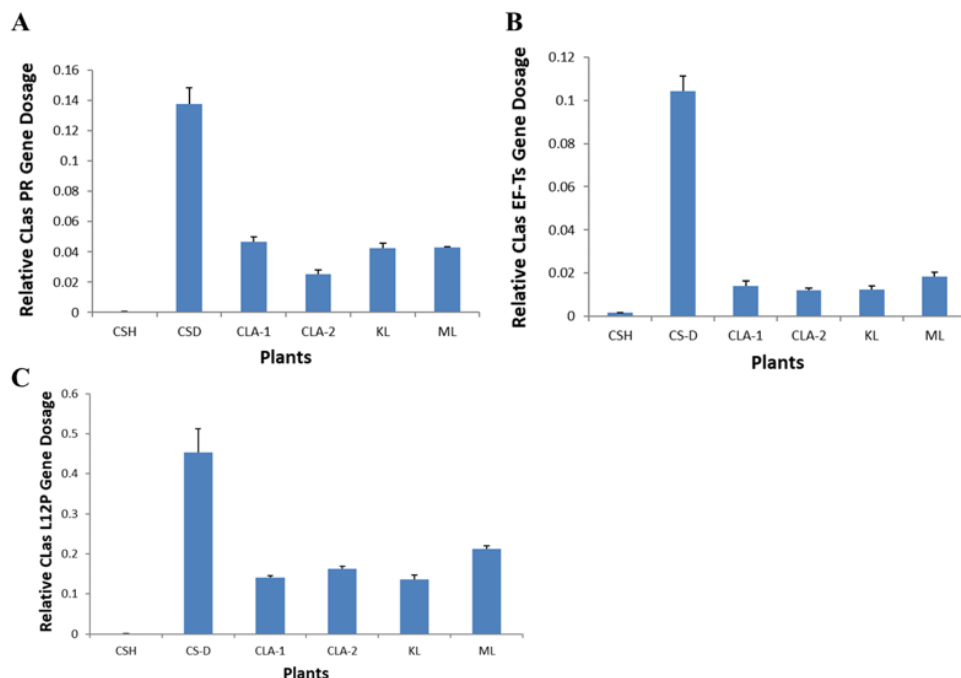 A
Relative CLas PR Gene Dosage
0.16
0.14
0.12
0.1
0.08
0.06
0.04
0.02
0
CSH CSD CLA-1 CLA-2 KL ML
Plants
B
Relative CLas EF-Ts Gene Dosage
0.12
0.1
0.08
0.06
0.04
0.02
0
CSH CS-D CLA-1 CLA-2 KL ML
Plants
C
Relative CLas L12P Gene Dosage
0.6
0.5
0.4
0.3
0.2
0.1
0
CSH CS-D CLA-1 CLA-2 KL ML
Plants